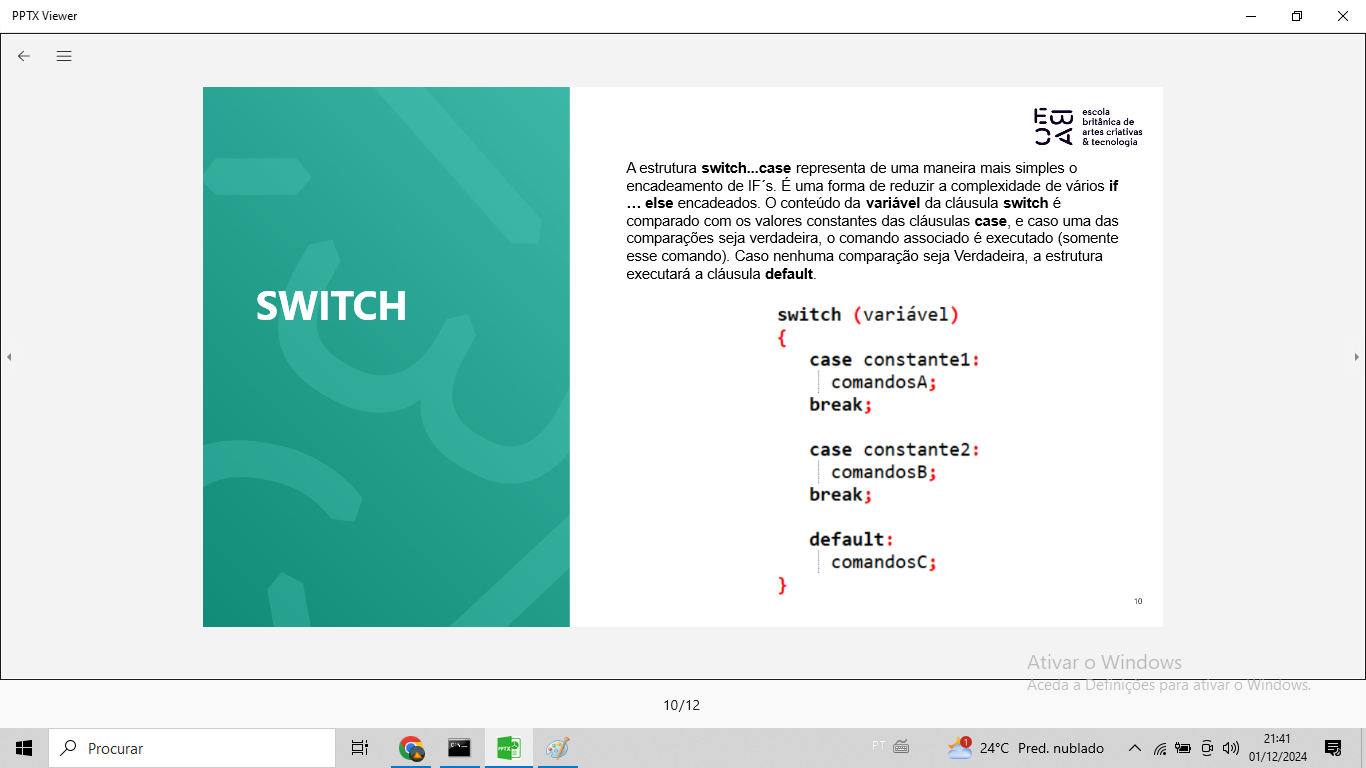 PPTX Viewer
escola
britânica de
artes criativas
& tecnologia
SWITCH
A estrutura switch...case representa de uma maneira mais simples o
encadeamento de IF´s. É uma forma de reduzir a complexidade de vários if
... else encadeados. O conteúdo da variável da cláusula switch é
comparado com os valores constantes das cláusulas case, e caso uma das
comparações seja verdadeira, o comando associado é executado (somente
esse comando). Caso nenhuma comparação seja Verdadeira, a estrutura
executará a cláusula default.
switch (variável)
{
case constante1:
comandosA;
break;
case constante2:
comandosB;
break;
default:
comandosC;
}
10
Ativar o Windows
Aceda a Definições para ativar o Windows.
10/12
Procurar
PPTX
PT
1
24°C Pred. nublado
21:41
01/12/2024